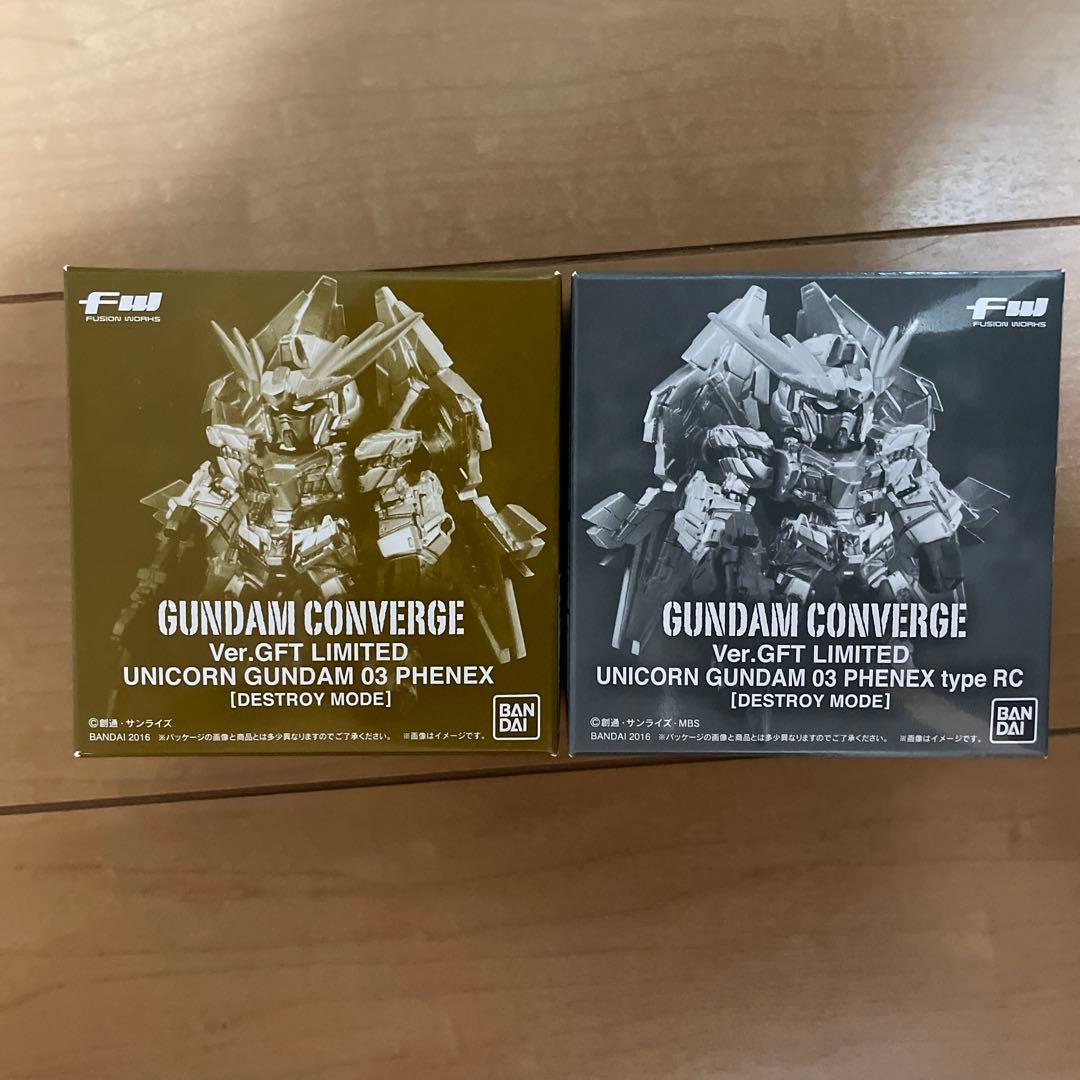 FW
FUSION WORKS
GUNDAM CONVERGE
Ver.GFT LIMITED
UNICORN GUNDAM 03 PHENEX
[DESTROY MODE]
©創通・サンライズ
BANDAI 2016 ※パッケージの画像と商品とは多少異なりますのでご了承ください。 ※画像はイメージです。
BAN
DAI
FW
FUSION WORKS
GUNDAM CONVERGE
Ver.GFT LIMITED
UNICORN GUNDAM 03 PHENEX type RC
[DESTROY MODE]
©創通・サンライズ・MBS
BANDAI 2016 ※パッケージの画像と商品とは多少異なりますのでご了承ください。 ※画像はイメージです。
BAN
DAI